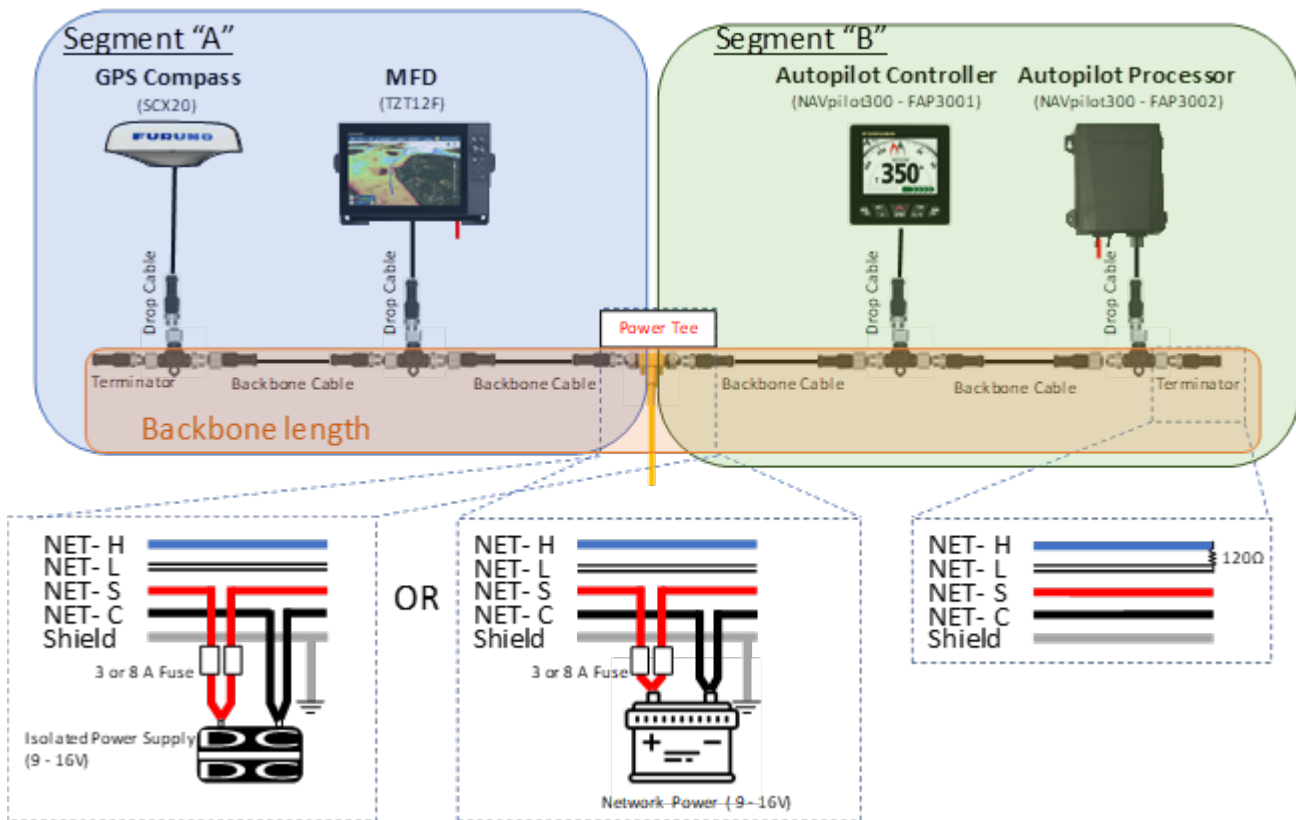 Segment “A”
GPS Compass
(SCX20)
FURUNO
MFD
(TZT12F)
Drop Cable
Drop Cable
Segment “B”
Autopilot Controller
(NAVpilot300 - FAP3001)
350°
Autopilot Processor
(NAVpilot300 - FAP3002)
Drop Cable
Drop Cable
Power Tee
Terminator
Backbone Cable
Backbone Cable
Backbone Cable
Backbone Cable
Terminator
Backbone length
NET- H
NET- L
NET- S
NET- C
Shield
3 or 8 A Fuse
Isolated Power Supply
(9 - 16V)
DC
DC
OR
NET- H
NET- L
NET- S
NET- C
Shield
3 or 8 A Fuse
Network Power ( 9 - 16V)
NET- H
NET- L
NET- S
NET- C
Shield
120Ω